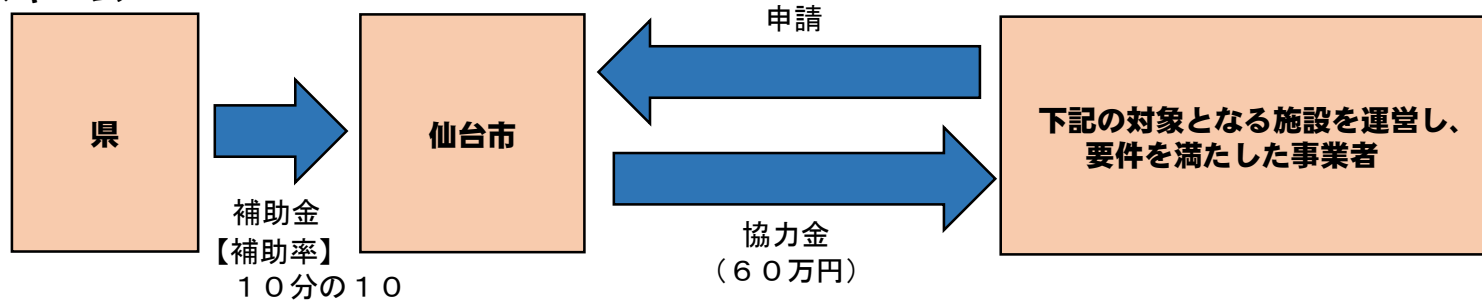 県
補助金
【補助率】
１０分の１０
仙台市
申請
協力金
（６０万円）
下記の対象となる施設を運営し、
要件を満たした事業者